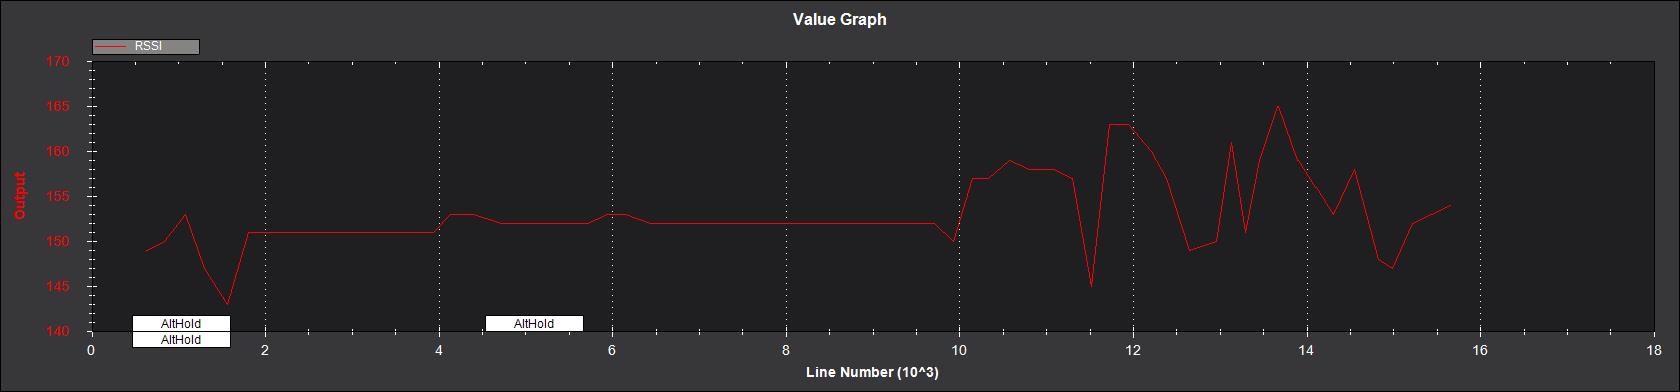 Value Graph
RSSI
170
165
160
155
150
145
140
Output
AltHold
AltHold
AltHold
0 2 4 6 8 10 12 14 16 18
Line Number (10^3)